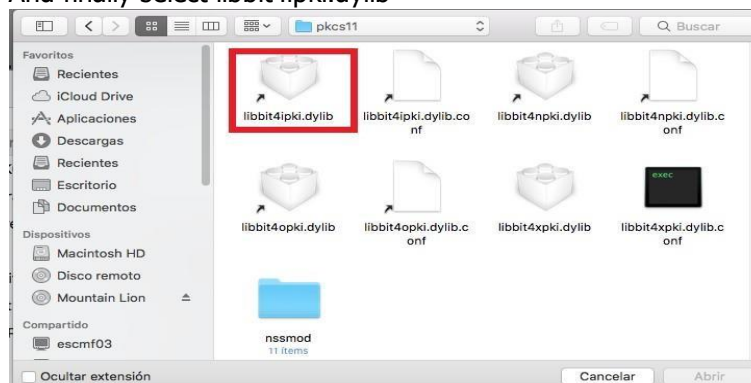 And finally select libbit4ipki.dylib
pkcs11
Buscar
Favoritos
Recientes
iCloud Drive
Aplicaciones
Descargas
Recientes
Escritorio
Documentos
Dispositivos
Macintosh HD
Disco remoto
Mountain Lion
Compartido
escmf03
libbit4ipki.dylib
libbit4ipki.dylib.co
nf
libbit4npki.dylib
libbit4npki.dylib.c
onf
libbit4opki.dylib
libbit4opki.dylib.c
onf
libbit4xpki.dylib
exec
libbit4xpki.dylib.c
onf
nssmod
11 ítems
Ocultar extensión
Cancelar
Abrir